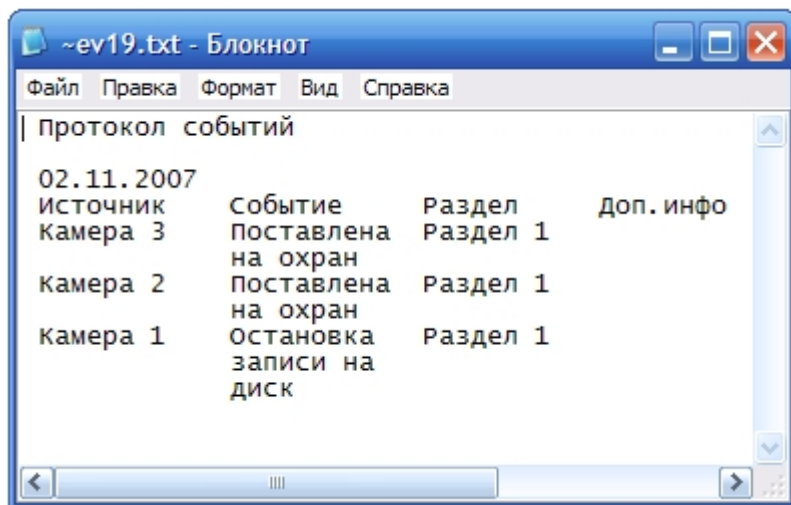 ~ev19.txt - Блокнот
Файл Правка Формат Вид Справка
Протокол событий
02.11.2007
Источник Событие Раздел Доп.инфо
Камера 3 Поставлена Раздел 1
на охран
Камера 2 Поставлена Раздел 1
на охран
Камера 1 Остановка Раздел 1
записи на
диск